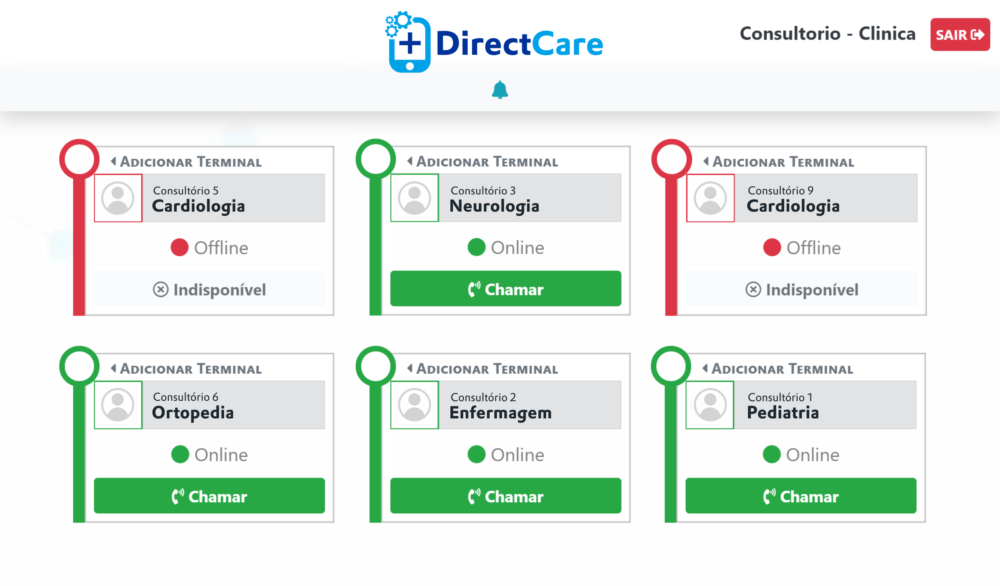 DirectCare
Consultorio - Clinica
SAIR
ADICIONAR TERMINAL
Consultório 5
Cardiologia
Offline
Indisponível
ADICIONAR TERMINAL
Consultório 3
Neurologia
Online
Chamar
ADICIONAR TERMINAL
Consultório 9
Cardiologia
Offline
Indisponível
ADICIONAR TERMINAL
Consultório 6
Ortopedia
Online
Chamar
ADICIONAR TERMINAL
Consultório 2
Enfermagem
Online
Chamar
ADICIONAR TERMINAL
Consultório 1
Pediatria
Online
Chamar